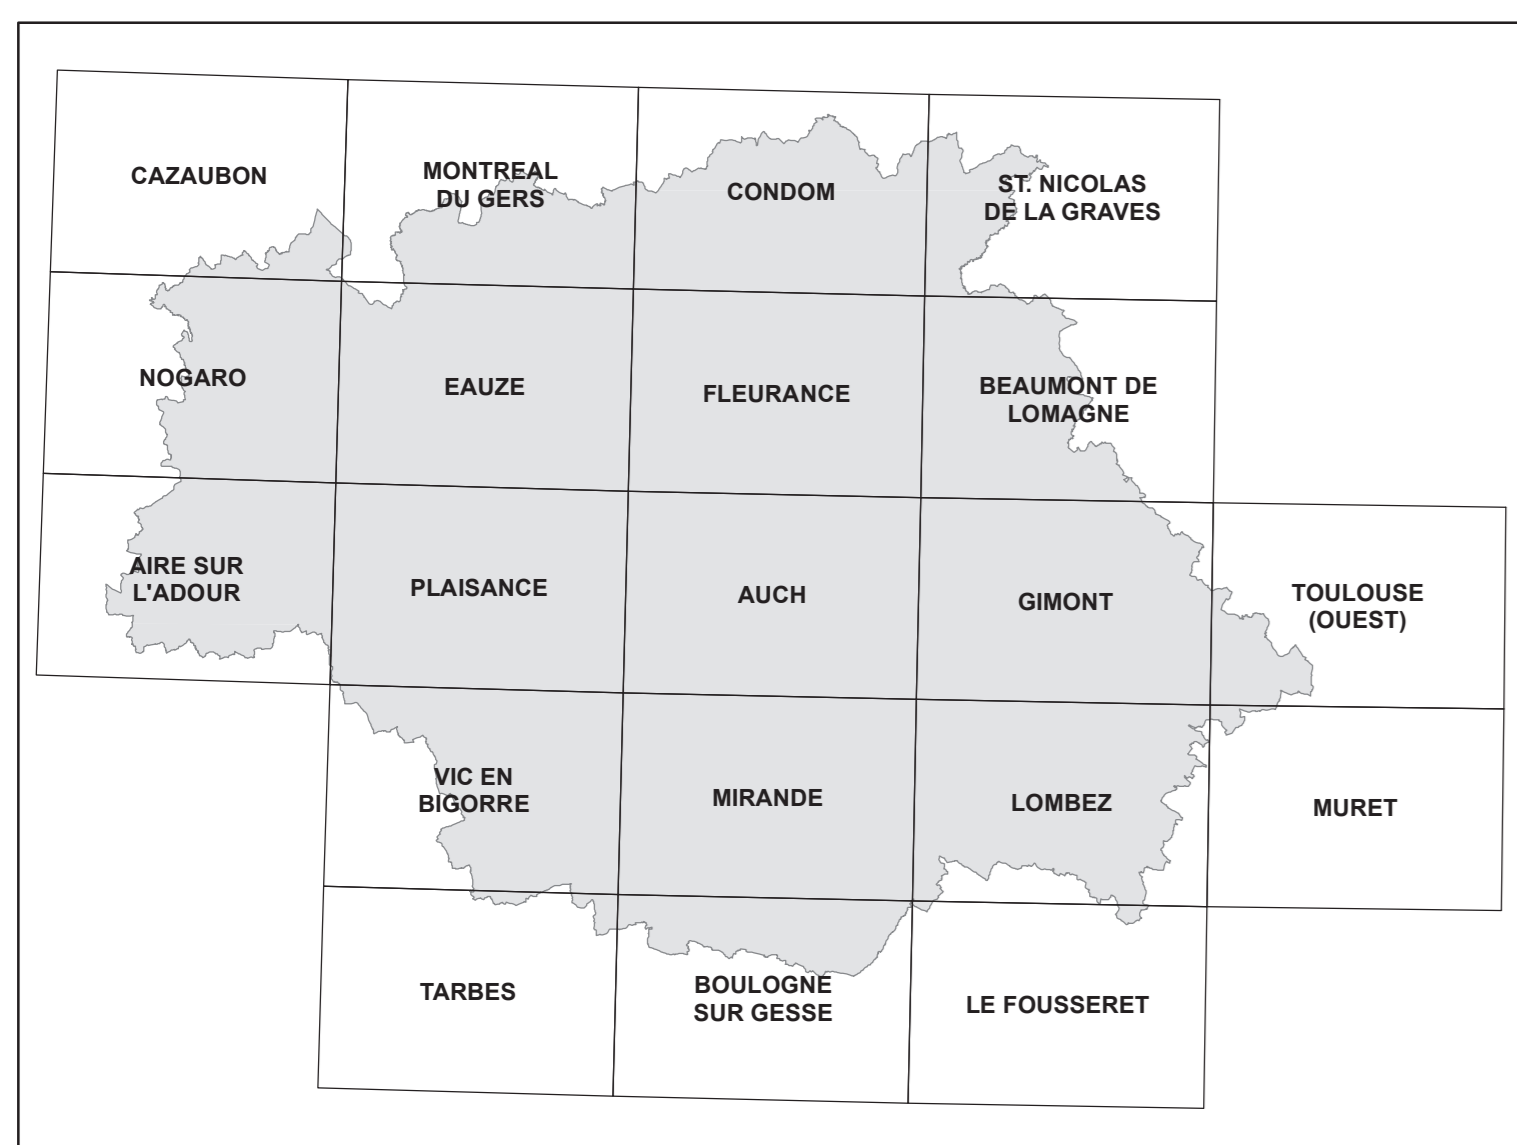 CAZAUBON
MONTREAL
DU GERS
CONDOM
ST. NICOLAS
DE LA GRAVES
NOGARO
EAUZE
FLEURANCE
BEAUMONT DE
LOMAGNE
AIRE SUR
L'ADOUR
PLAISANCE
AUCH
GIMONT
TOULOUSE
(OUEST)
VIC EN
BIGORRE
MIRANDE
LOMBEZ
MURET
TARBES
BOULOGNE
SUR GESSE
LE FOUSSERET